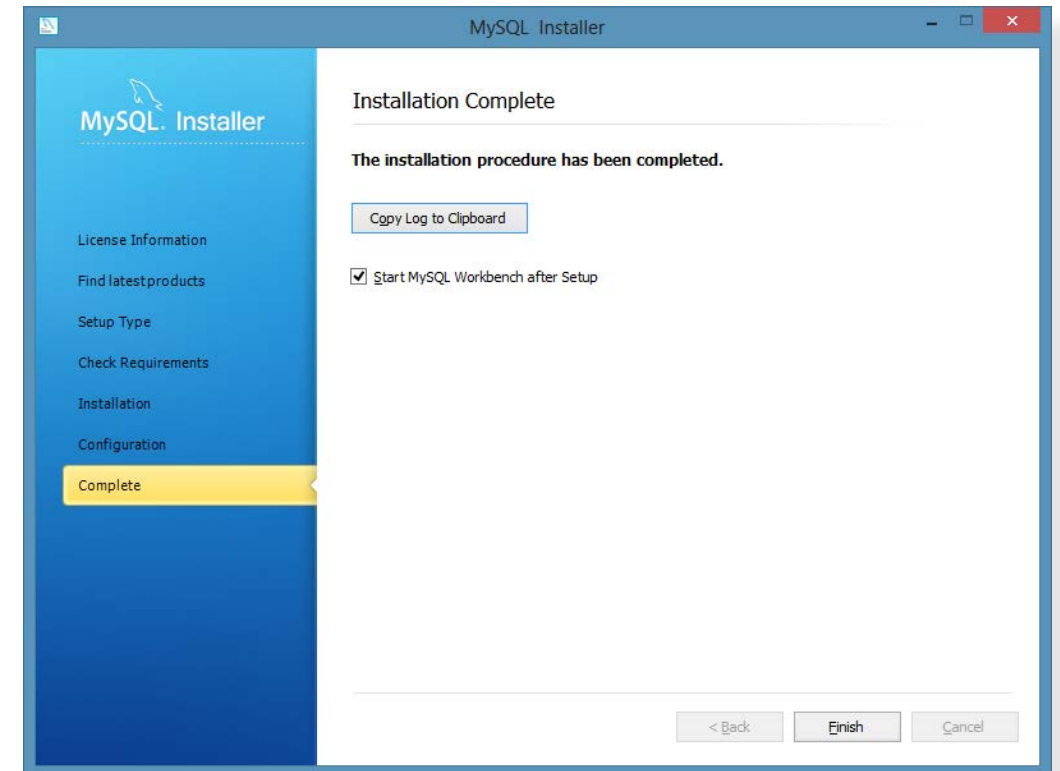 MySQL Installer
MySQL. Installer
License Information
Find latest products
Setup Type
Check Requirements
Installation
Configuration
Complete
Installation Complete
The installation procedure has been completed.
Copy Log to Clipboard
Start MySQL Workbench after Setup
< Back
Finish
Cancel